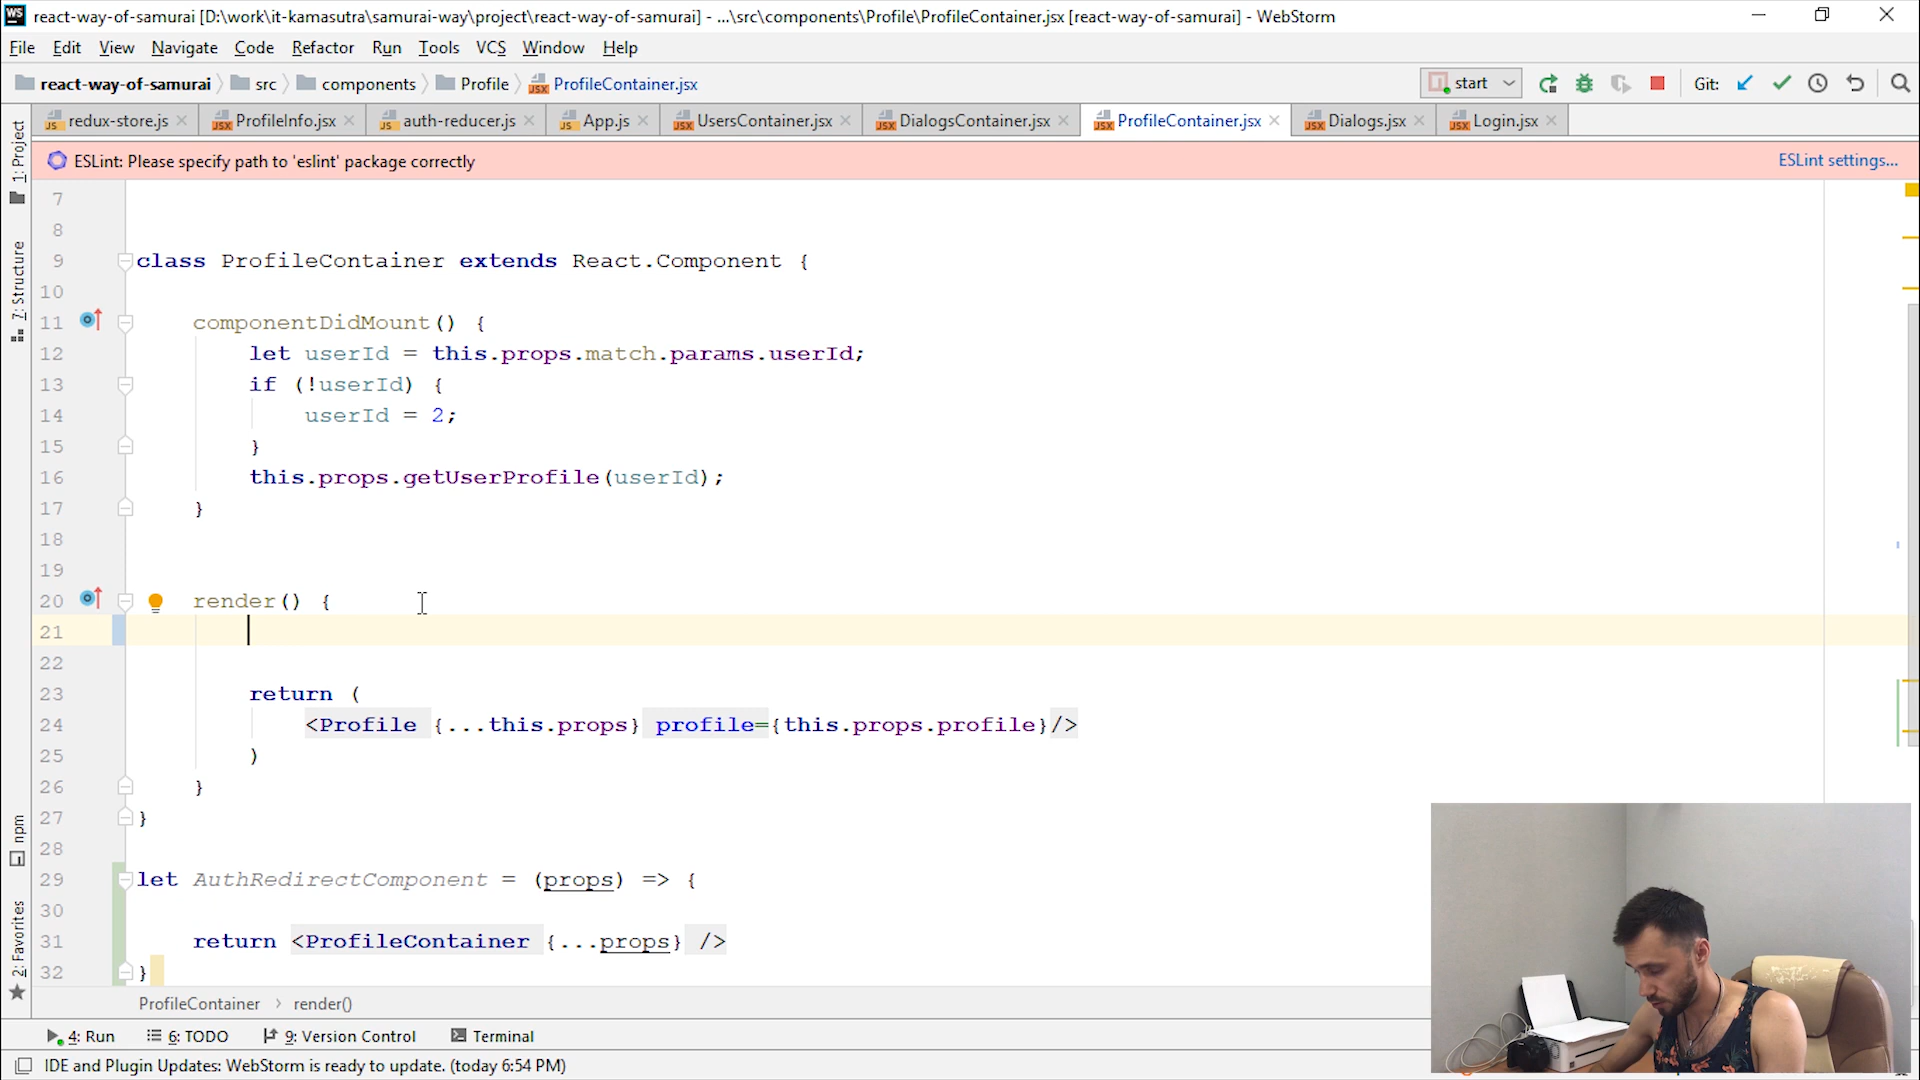 WS react-way-of-samurai [D:\work\it-kamasutra\samurai-way\project\react-way-of-samurai] - ...\src\components\Profile\ProfileContainer.jsx [react-way-of-samurai] - WebStorm
File Edit View Navigate Code Refactor Run Tools VCS Window Help
react-way-of-samurai src components Profile ProfileContainer.jsx start Git:
redux-store.js ProfileInfo.jsx auth-reducer.js App.js UsersContainer.jsx DialogsContainer.jsx ProfileContainer.jsx Dialogs.jsx Login.jsx
1: Project
7: Structure
npm
2: Favorites
ESLint: Please specify path to 'eslint' package correctly ESLint settings...
7
8
9 class ProfileContainer extends React.Component {
10
11 componentDidMount() {
12 let userId = this.props.match.params.userId;
13 if (!userId) {
14 userId = 2;
15 }
16 this.props.getUserProfile(userId);
17 }
18
19
20 render() {
21
22
23 return (
24 <Profile {...this.props} profile={this.props.profile}/>
25 )
26 }
27 }
28
29 let AuthRedirectComponent = (props) => {
30
31 return <ProfileContainer {...props} />
32 }
ProfileContainer > render()
4: Run 6: TODO 9: Version Control Terminal
IDE and Plugin Updates: WebStorm is ready to update. (today 6:54 PM)